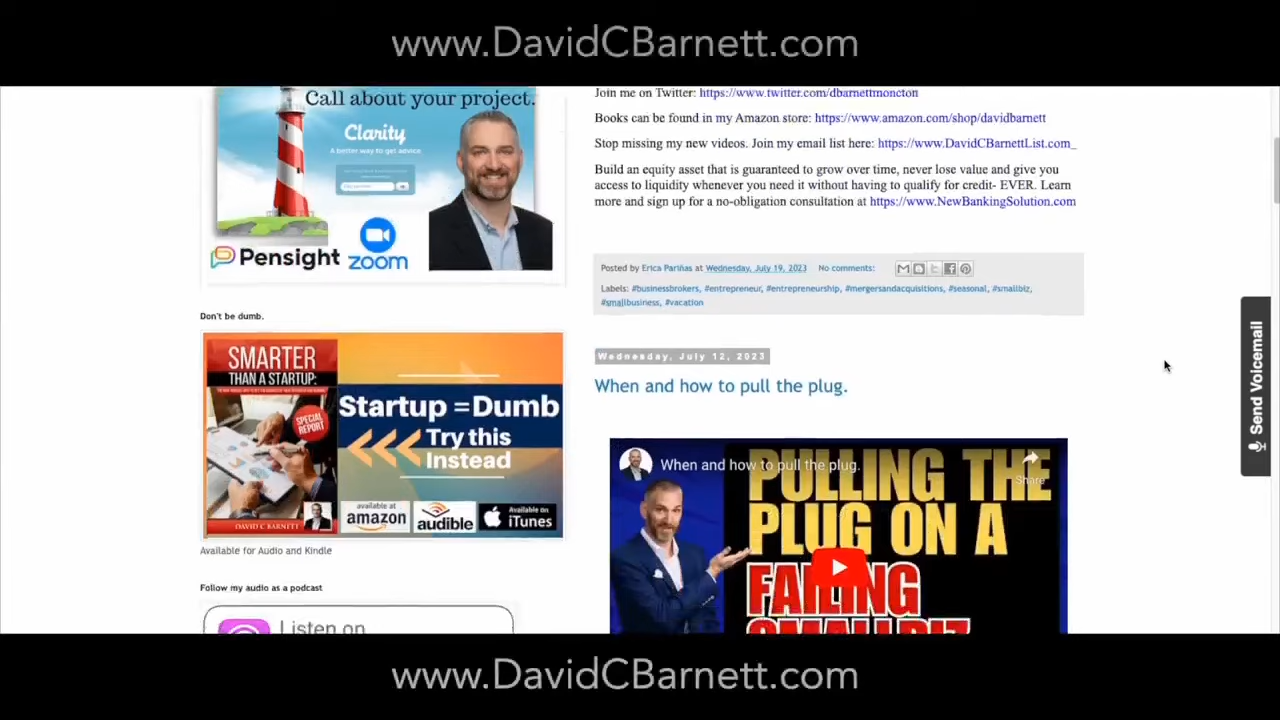 www.DavidCBarnett.com
Call about your project.
Clarity
A better way to get advice.
Pensight
zoom
Don't be dumb.
SMARTER
THAN A STARTUP:
SPECIAL
REPORT
DAVID C BARNETT
Startup =Dumb
<<< Try this
Instead
available at
amazon
audible
Available on
iTunes
Available for Audio and Kindle
Follow my audio as a podcast
Listen on
Join me on Twitter: https://www.twitter.com/dbarnettmoncton
Books can be found in my Amazon store: https://www.amazon.com/shop/davidbarnett
Stop missing my new videos. Join my email list here: https://www.DavidCBarnettList.com_
Build an equity asset that is guaranteed to grow over time, never lose value and give you
access to liquidity whenever you need it without having to qualify for credit- EVER. Learn
more and sign up for a no-obligation consultation at https://www.NewBankingSolution.com
Posted by Erica Pariñas at Wednesday, July 19, 2023 No comments:
Labels: #businessbrokers, #entrepreneur, #entrepreneurship, #mergersandacquisitions, #seasonal, #smallbiz,
#smallbusiness, #vacation
Wednesday, July 12, 2023
When and how to pull the plug.
When and how to pull the plug.
Share
PULLING THE
PLUG ON A
FAILING
SMALLBIZ
Send Voicemail
www.DavidCBarnett.com